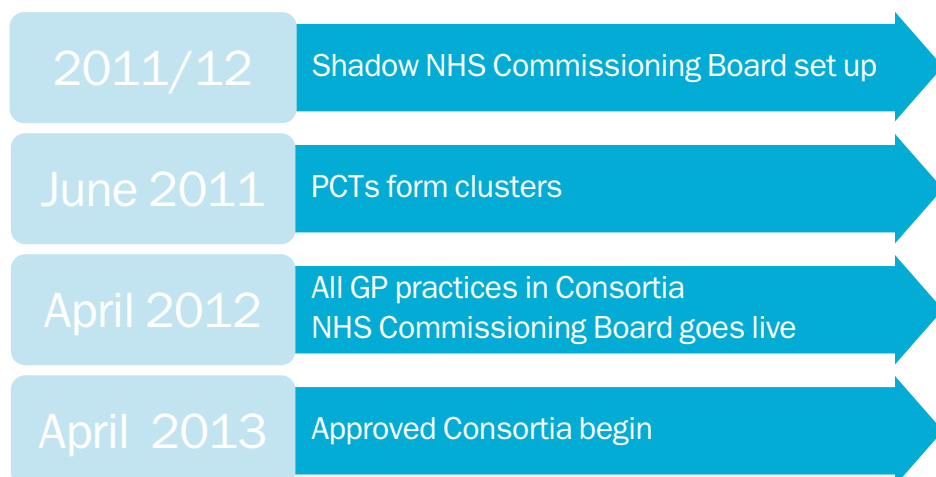 2011/12
Shadow NHS Commissioning Board set up
June 2011
PCTs form clusters
April 2012
All GP practices in Consortia
NHS Commissioning Board goes live
April 2013
Approved Consortia begin